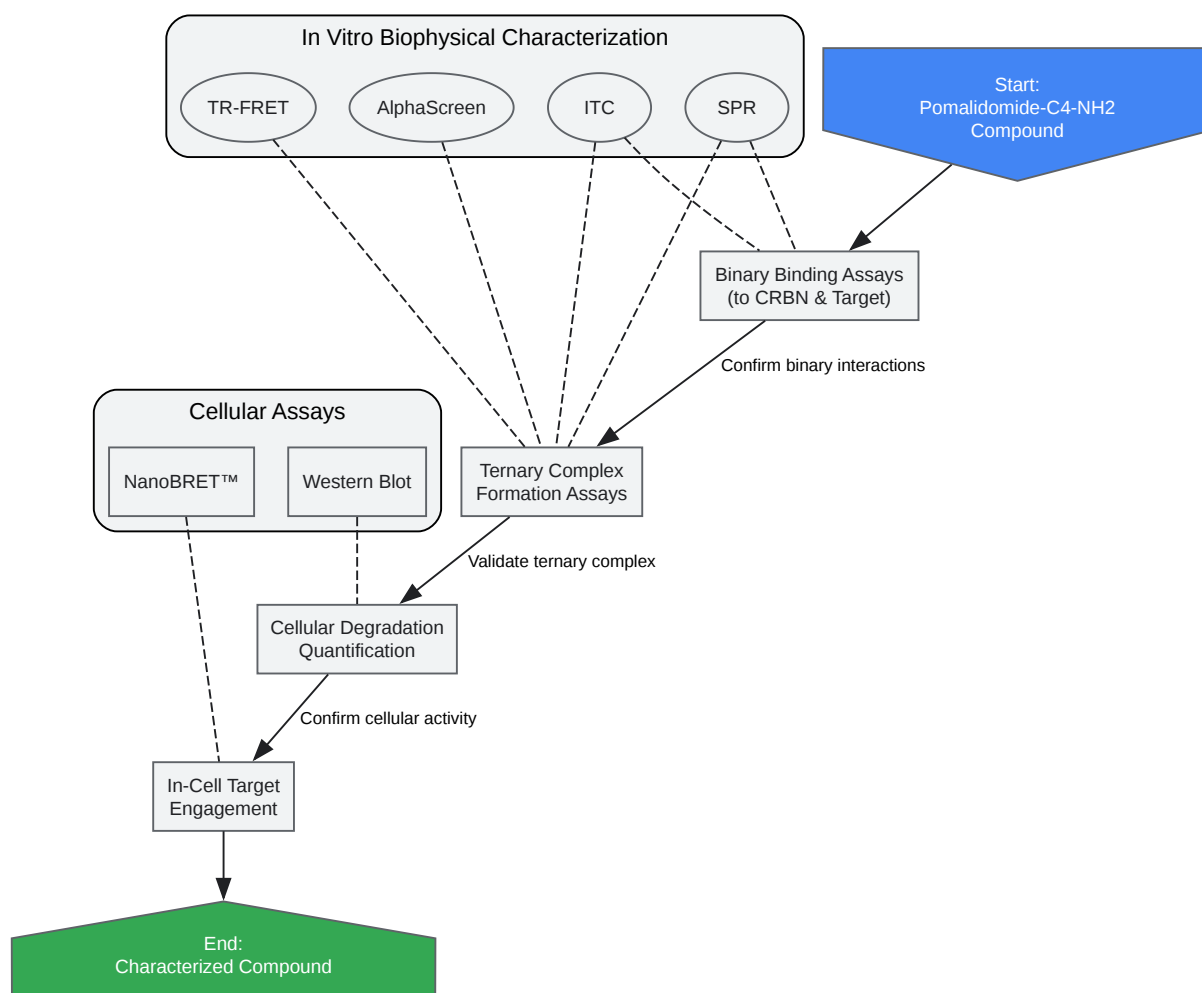 In Vitro Biophysical Characterization
TR-FRET
AlphaScreen
ITC
SPR
Start:
Pomalidomide-C4-NH2
Compound
Binary Binding Assays
(to CRBN & Target)
Confirm binary interactions
Cellular Assays
NanoBRET™
Western Blot
Ternary Complex
Formation Assays
Validate ternary complex
Cellular Degradation
Quantification
Confirm cellular activity
In-Cell Target
Engagement
End:
Characterized Compound